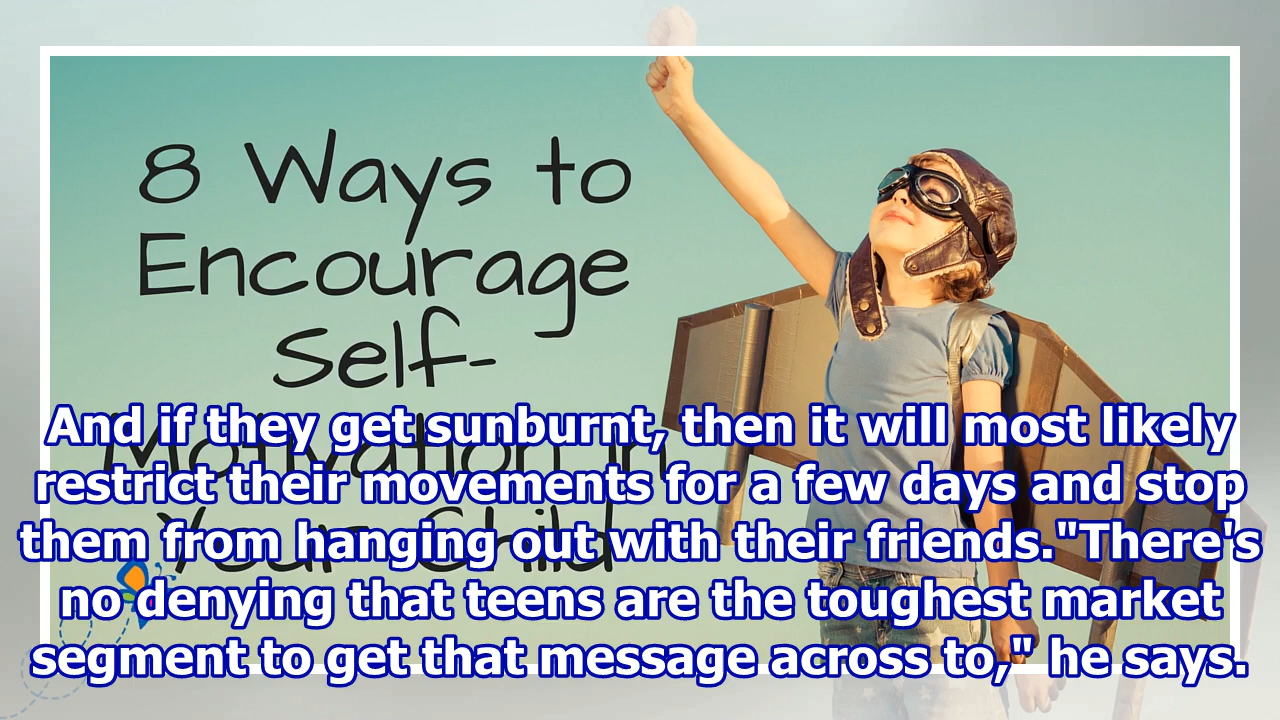 8 Ways to
Encourage
Self-
Motivation in
Your Child
And if they get sunburnt, then it will most likely
restrict their movements for a few days and stop
them from hanging out with their friends."There's
no denying that teens are the toughest market
segment to get that message across to," he says.